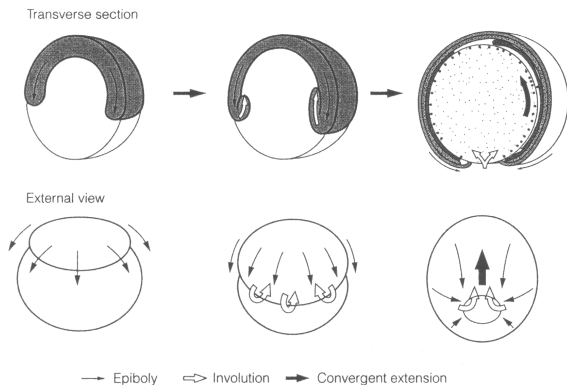 Transverse section
External view
Epiboly Involution Convergent extension